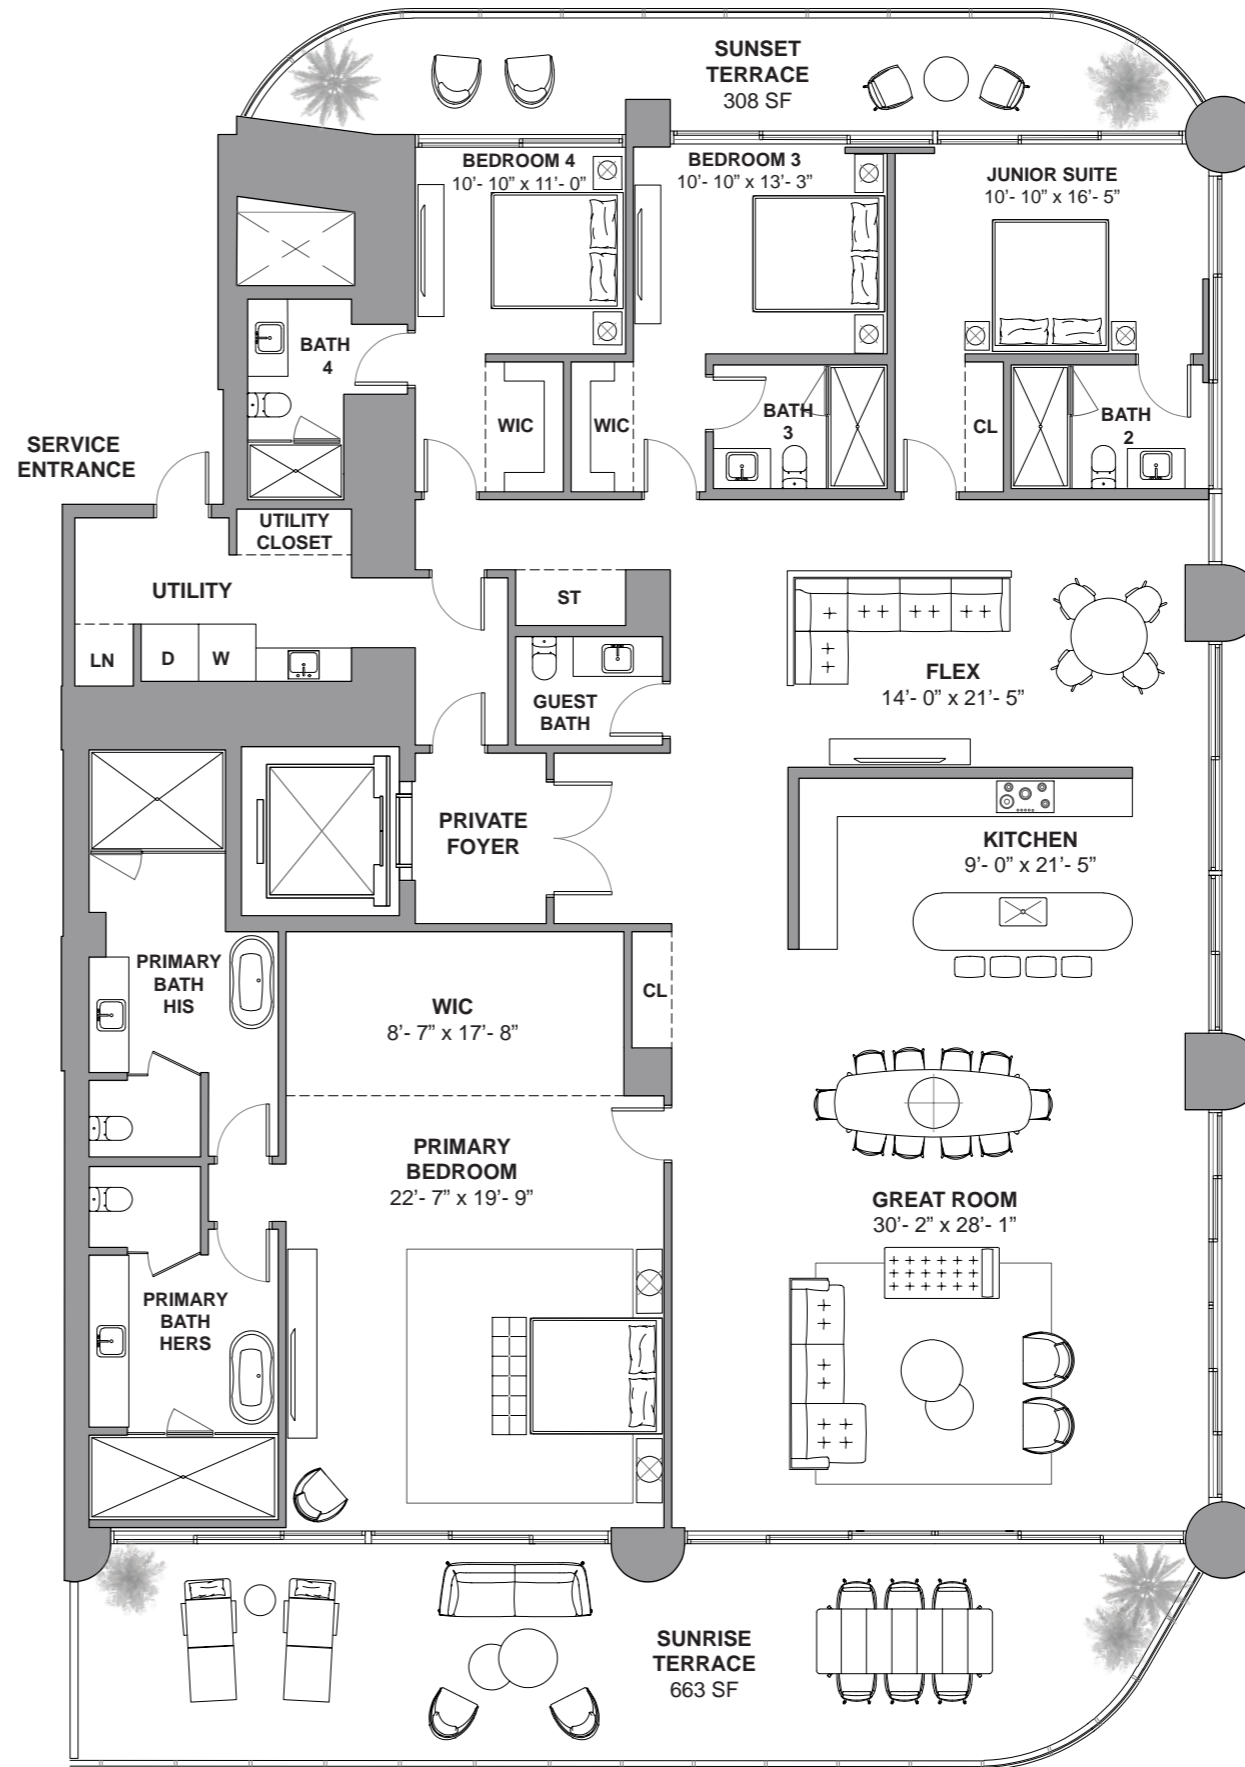 SUNSET
TERRACE
308 SF
BEDROOM 4
10'- 10” x 11'- 0”
BEDROOM 3
10'- 10” x 13'- 3”
JUNIOR SUITE
10'- 10” x 16'- 5”
BATH
4
WIC
WIC
BATH
3
CL
BATH
2
SERVICE
ENTRANCE
UTILITY
CLOSET
UTILITY
ST
LN
D
W
GUEST
BATH
FLEX
14'- 0” x 21'- 5”
PRIVATE
FOYER
KITCHEN
9'- 0” x 21'- 5”
PRIMARY
BATH
HIS
WIC
8'- 7” x 17'- 8”
CL
PRIMARY
BEDROOM
22'- 7” x 19'- 9”
GREAT ROOM
30'- 2” x 28'- 1”
PRIMARY
BATH
HERS
SUNRISE
TERRACE
663 SF